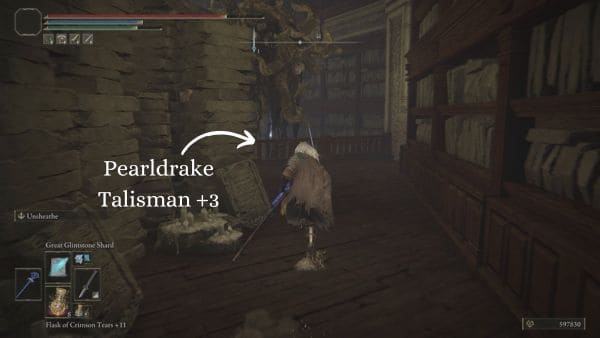 Pearldrake
Talisman +3
Unsheathe
Great Glintstone Shard
Flask of Crimson Tears +11
597830